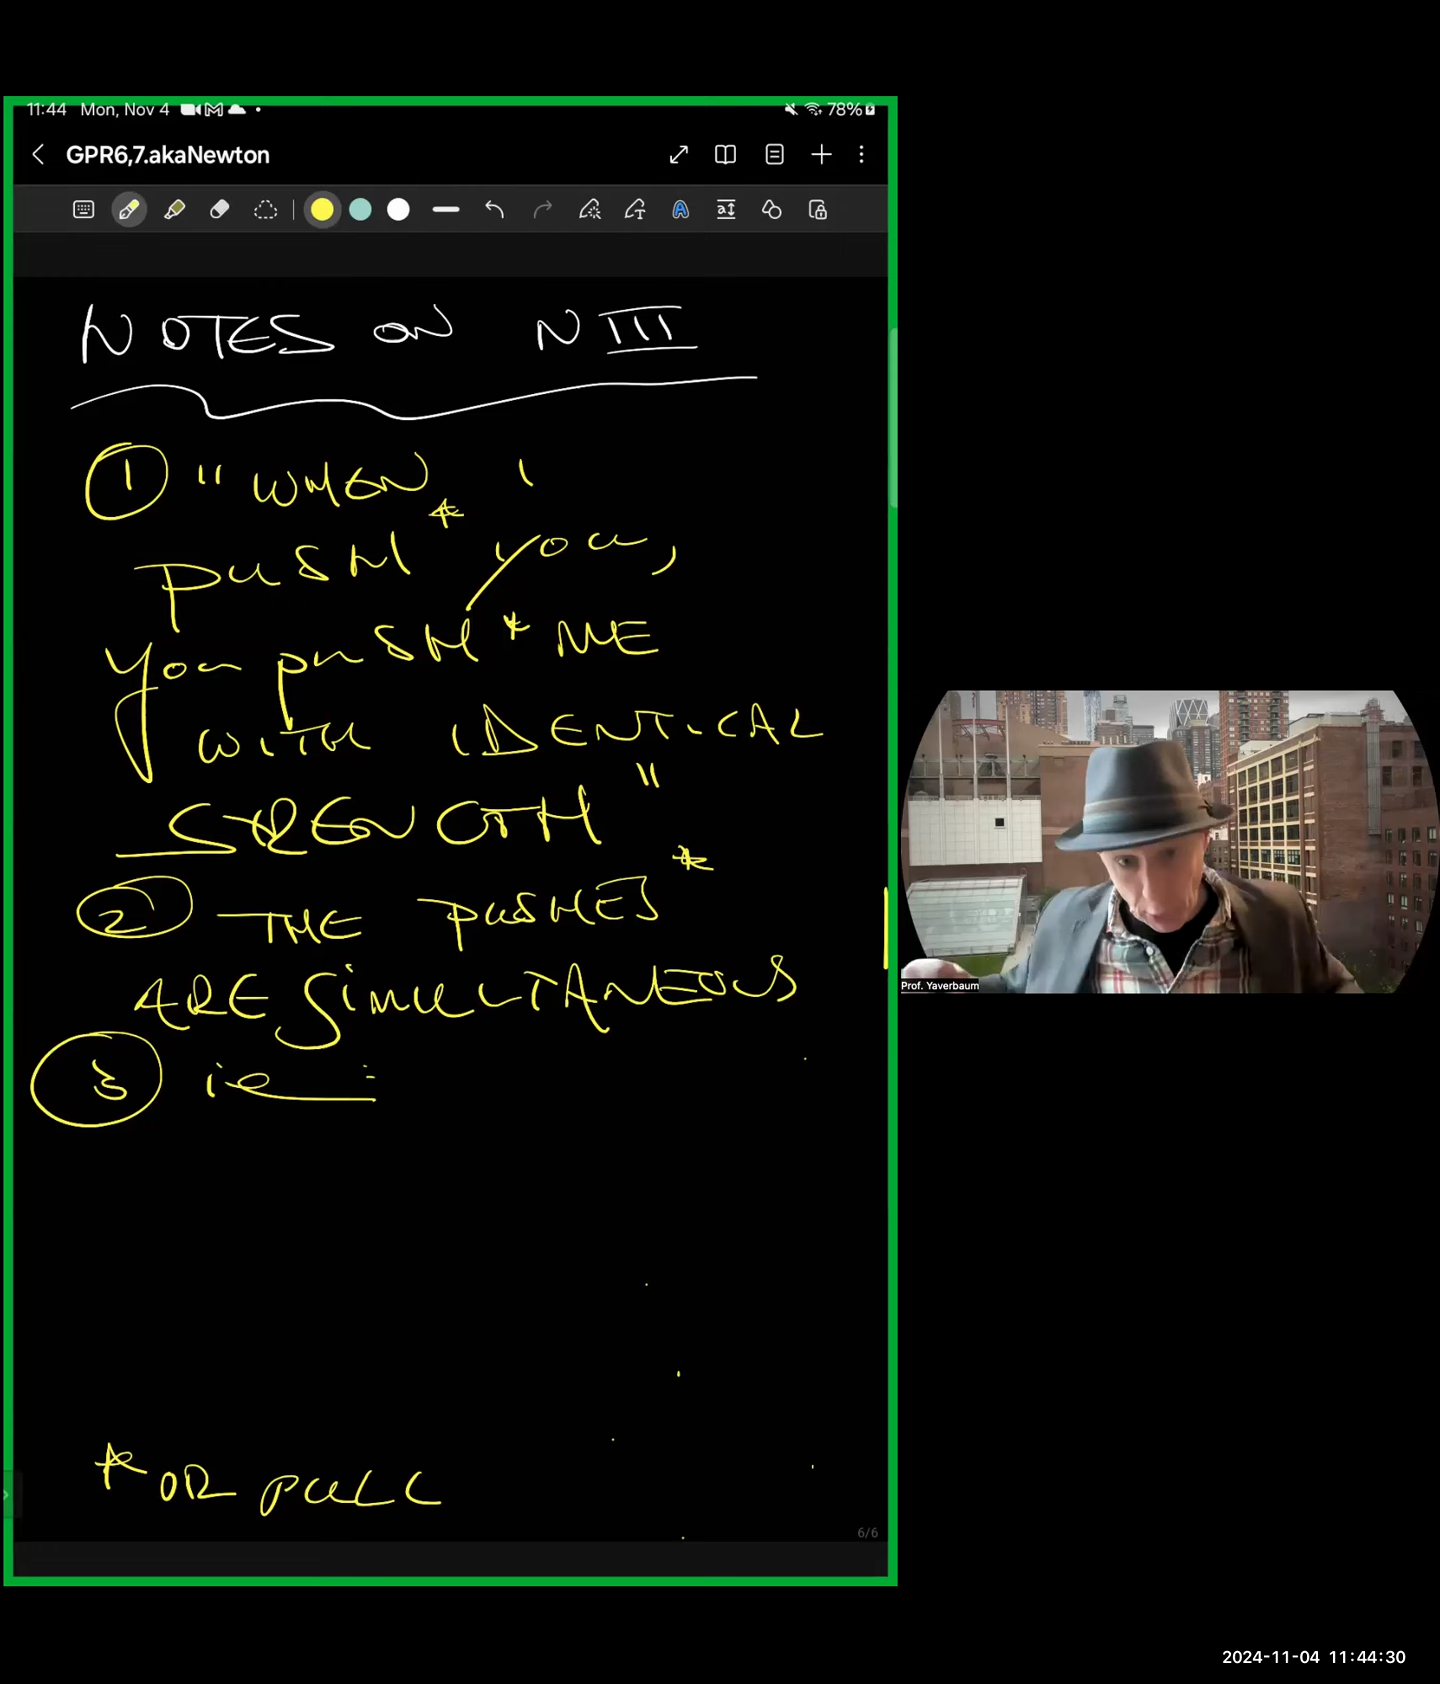 11:44 Mon, Nov 4 78%
GPR6,7.akaNewton
NOTES ON N III
① "WHEN I
PUSH* you,
you PUSH* ME
WITH IDENTICAL
STRENGTH"
② THE PUSHES*
ARE SIMULTANEOUS
③ ie :
* OR PULL
6/6
Prof. Yaverbaum
2024-11-04 11:44:30